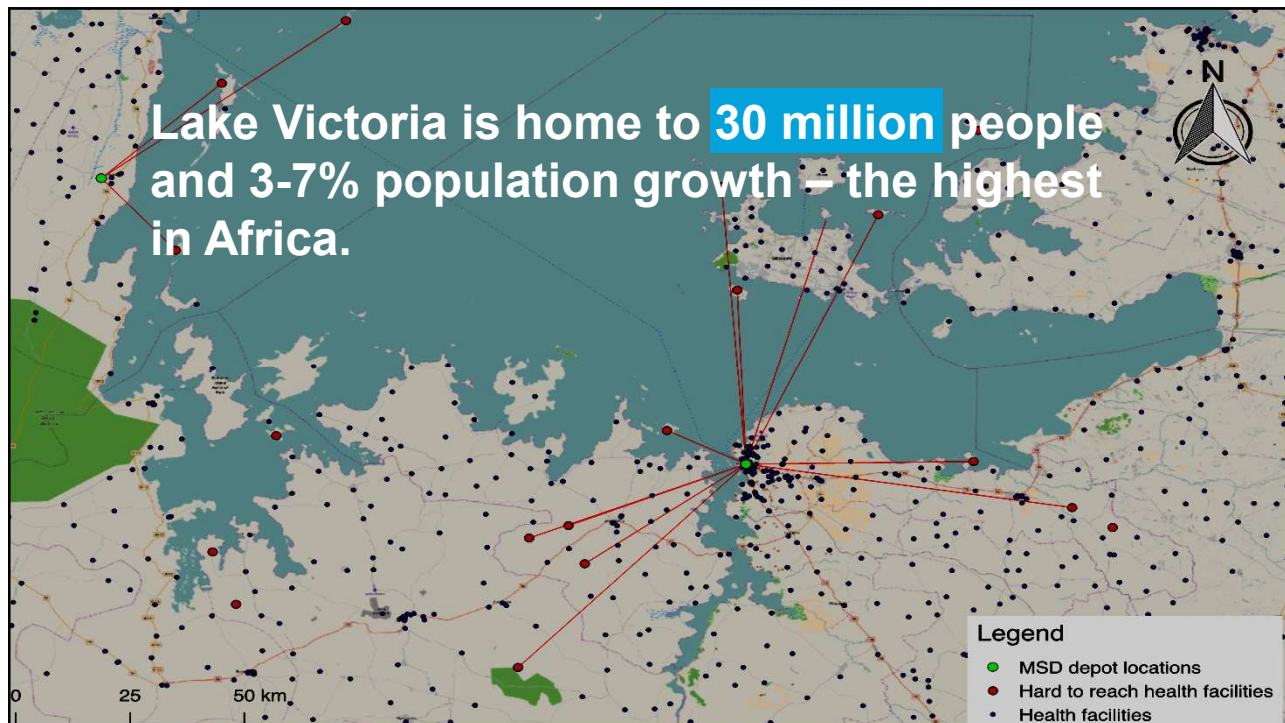 Lake Victoria is home to 30 million people
and 3-7% population growth – the highest
in Africa.
N
Legend
MSD depot locations
Hard to reach health facilities
Health facilities
0 25 50 km